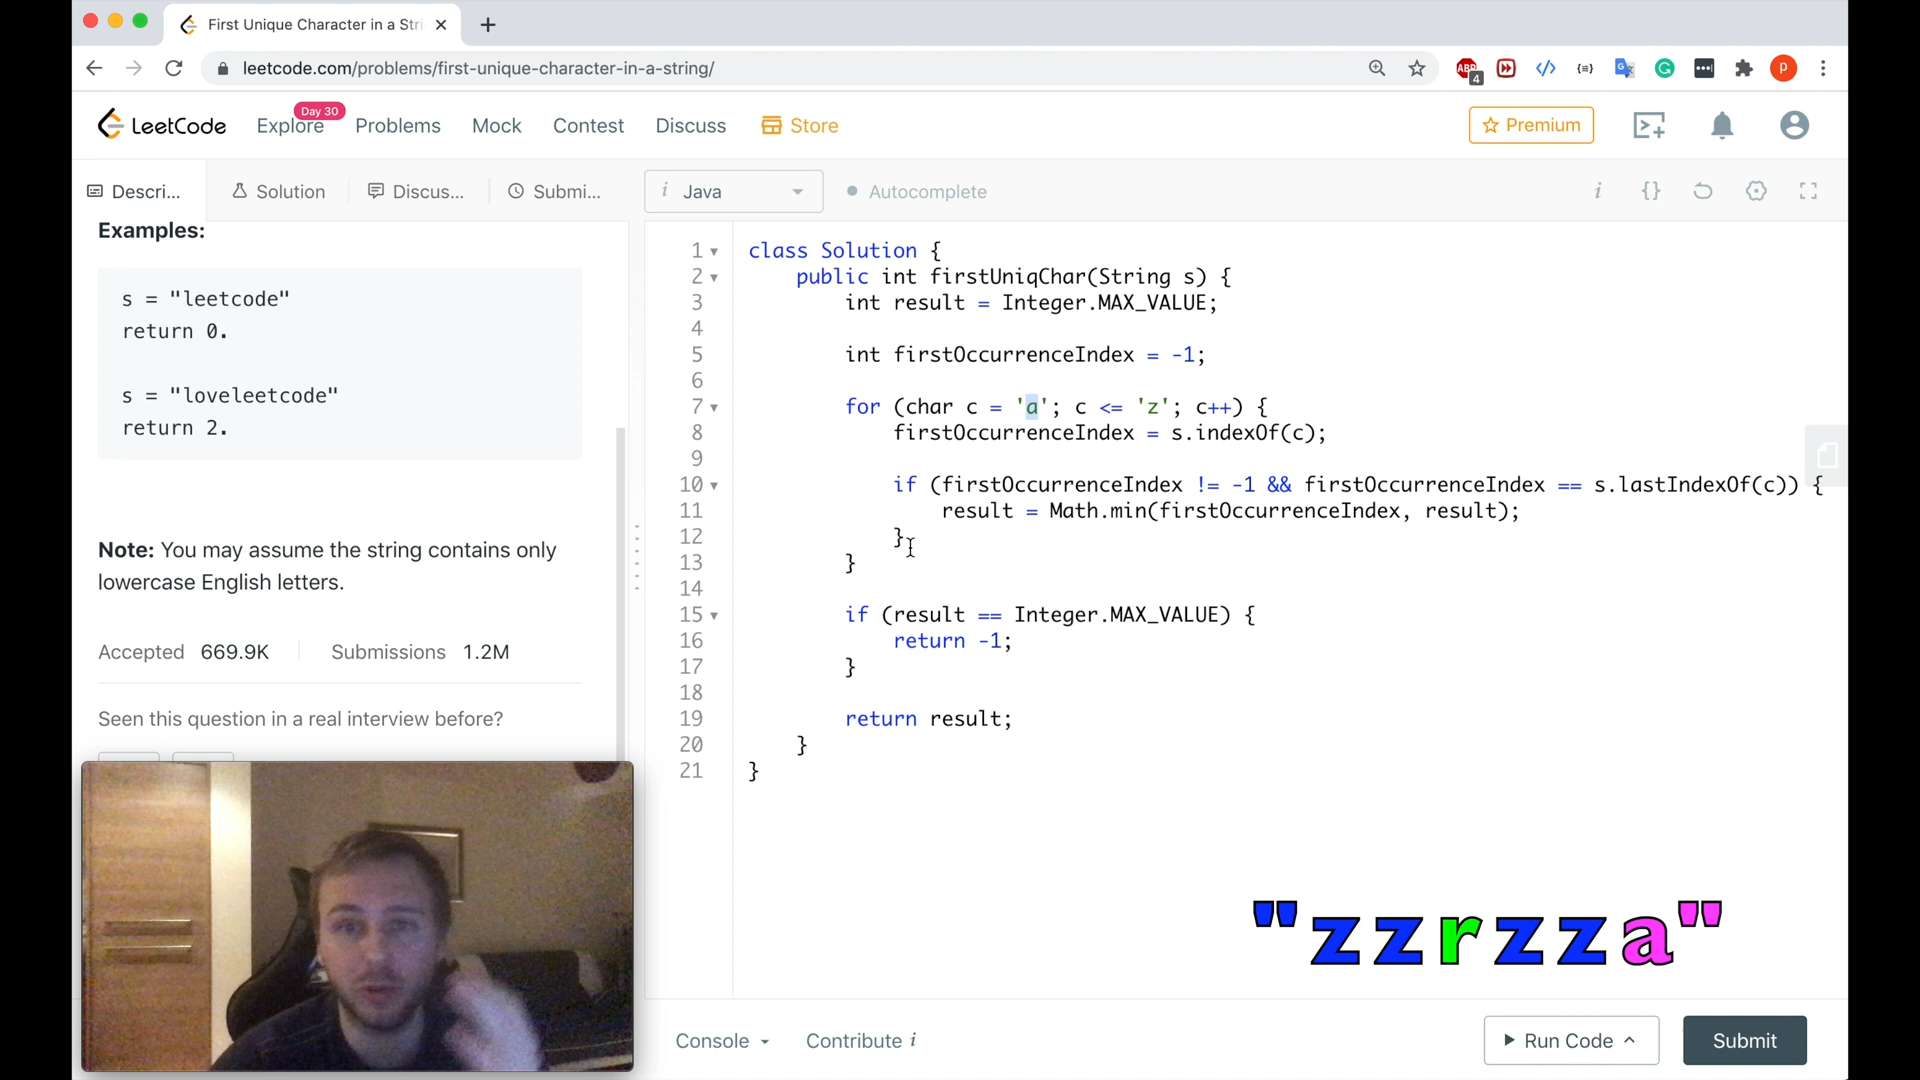 First Unique Character in a Stri
leetcode.com/problems/first-unique-character-in-a-string/
ABP
4
P
LeetCode
Explore
Day 30
Problems
Mock
Contest
Discuss
Store
Premium
Descri...
Solution
Discus...
Submi...
i Java
Autocomplete
i {}
Examples:
s = "leetcode"
return 0.
s = "loveleetcode"
return 2.
Note: You may assume the string contains only
lowercase English letters.
Accepted 669.9K
Submissions 1.2M
Seen this question in a real interview before?
1 class Solution {
2 public int firstUniqChar(String s) {
3 int result = Integer.MAX_VALUE;
4
5 int firstOccurrenceIndex = -1;
6
7 for (char c = 'a'; c <= 'z'; c++) {
8 firstOccurrenceIndex = s.indexOf(c);
9
10 if (firstOccurrenceIndex != -1 && firstOccurrenceIndex == s.lastIndexOf(c)) {
11 result = Math.min(firstOccurrenceIndex, result);
12 }
13 }
14
15 if (result == Integer.MAX_VALUE) {
16 return -1;
17 }
18
19 return result;
20 }
21 }
"zzrzza"
Console
Contribute i
Run Code
Submit